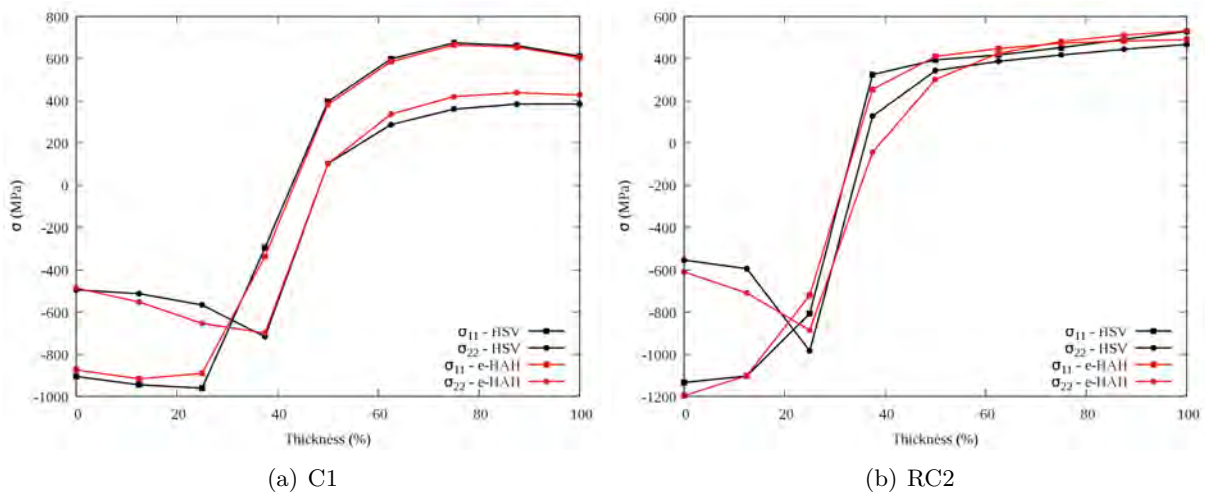 800
600
400
200
0
-200
-400
-600
-800
-1000
σ (MPa)
0 20 40 60 80 100
Thickness (%)
σ11 - HSV
σ22 - HSV
σ11 - e-HAH
σ22 - e-HAH
(a) C1
600
400
200
0
-200
-400
-600
-800
-1000
-1200
σ (MPa)
0 20 40 60 80 100
Thickness (%)
σ11 - HSV
σ22 - HSV
σ11 - e-HAH
σ22 - e-HAH
(b) RC2